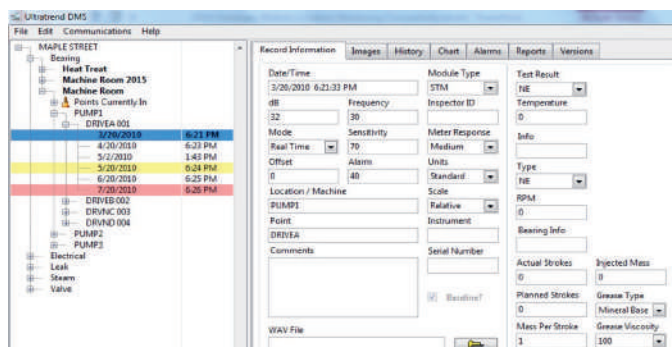 Ultratrend DMS
File Edit Communications Help
MAPLE STREET
Bearing
Heat Treat
Machine Room 2015
Machine Room
Points Currently In
PUMP1
DRIVEA 001
3/20/2010 6:21 PM
4/20/2010 6:23 PM
5/2/2010 1:43 PM
5/20/2010 6:24 PM
6/20/2010 6:25 PM
7/20/2010 6:26 PM
DRIVEB 002
DRVNC 003
DRVND 004
PUMP2
PUMP3
Electrical
Leak
Steam
Valve
Record Information Images History Chart Alarms Reports Versions
Date/Time
3/20/2010 6:21:33 PM
dB Frequency
32 30
Mode Sensitivity
Real Time 70
Offset Alarm
0 40
Location / Machine
PUMP1
Point
DRIVEA
Comments
WAV File
Module Type
STM
Inspector ID
Meter Response
Medium
Units
Standard
Scale
Relative
Instrument
Serial Number
Baseline?
Test Result
NE
Temperature
0
Info
Type
NE
RPM
0
Bearing Info
Actual Strokes Injected Mass
0 0
Planned Strokes Grease Type
0 Mineral Base
Mass Per Stroke Grease Viscosity
1 100